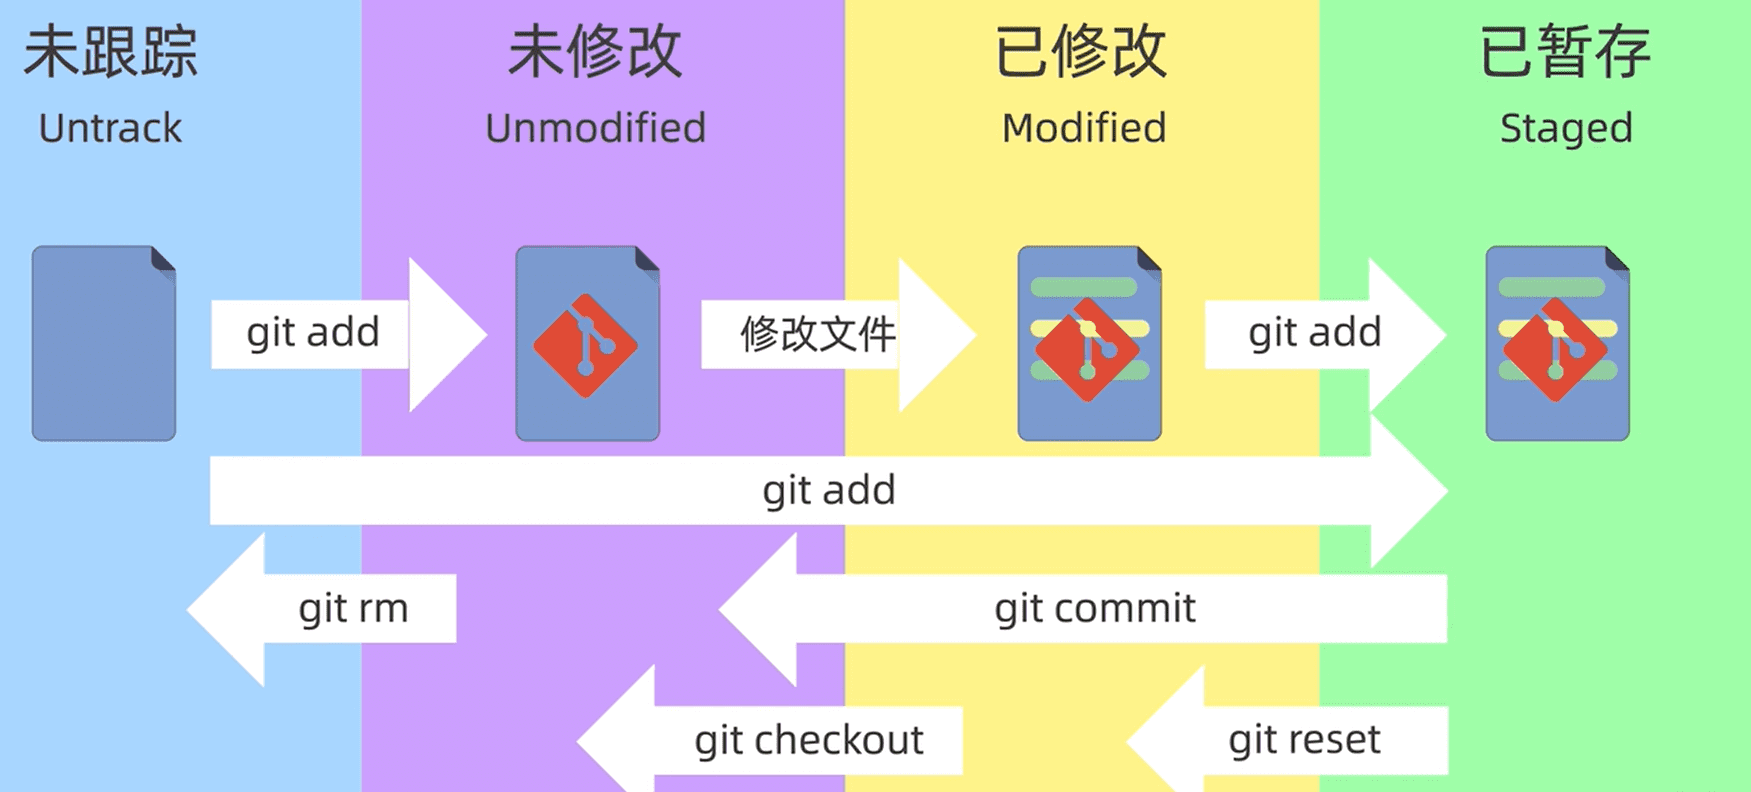 未跟踪
Untrack
未修改
Unmodified
已修改
Modified
已暂存
Staged
git add
修改文件
git add
git add
git rm
git commit
git checkout
git reset